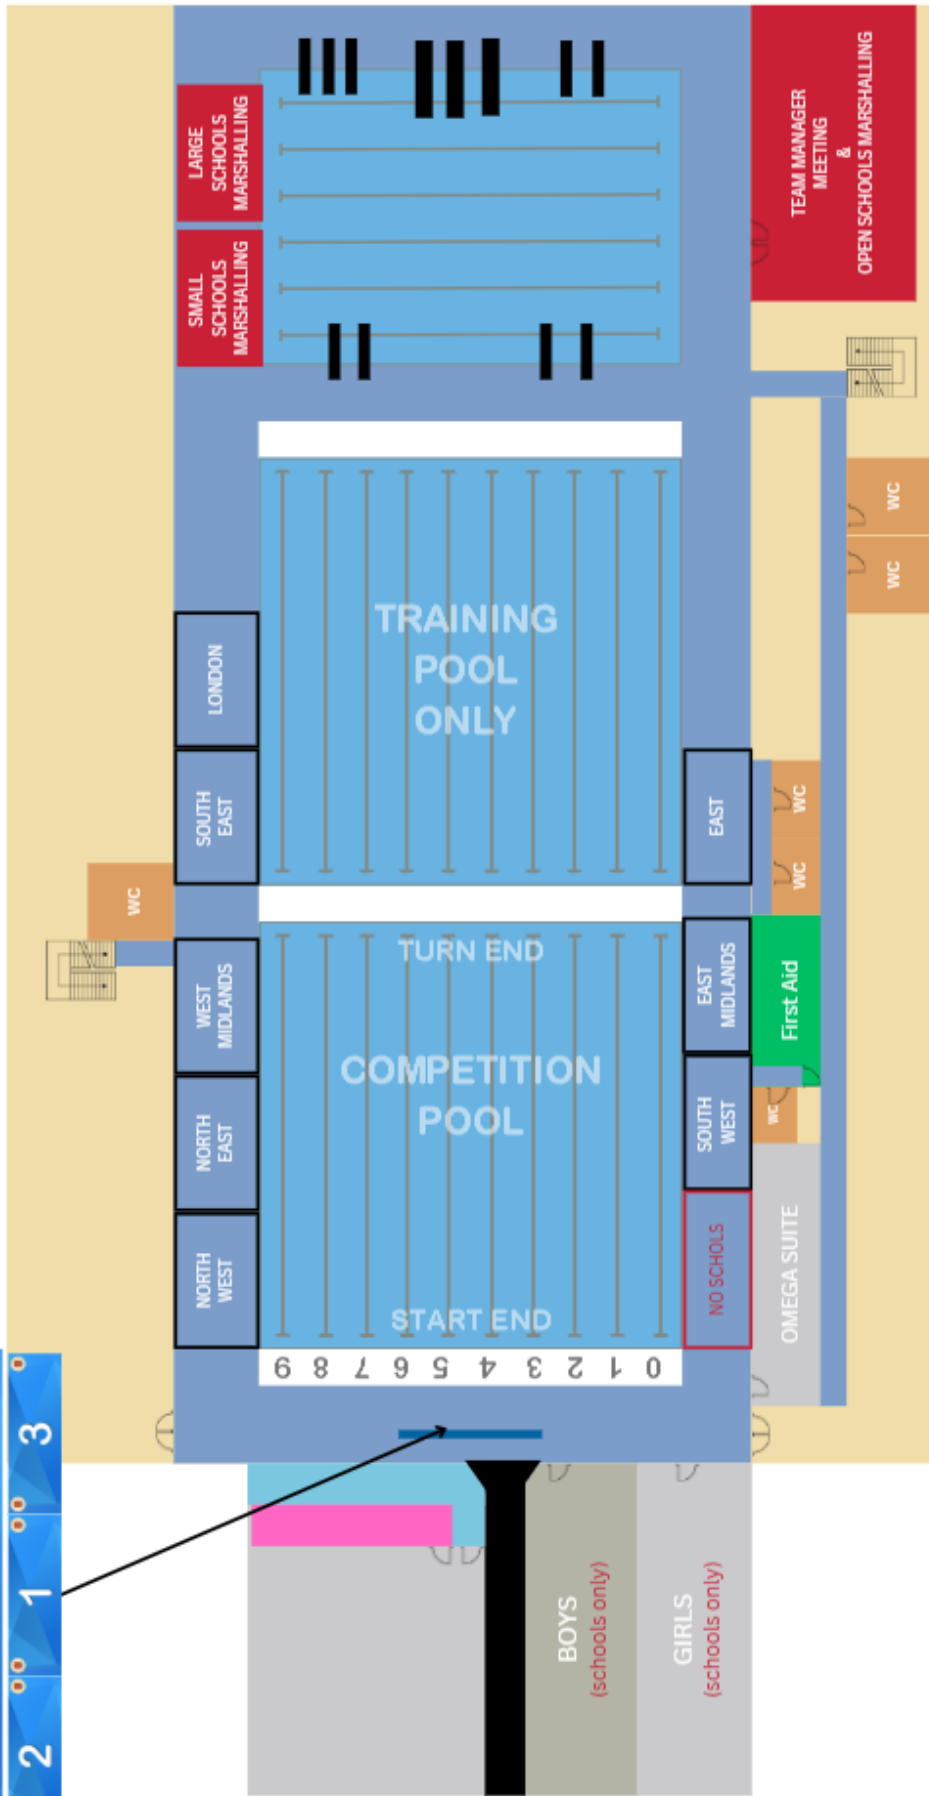 LARGE
SCHOOLS
MARSHALLING
SMALL
SCHOOLS
MARSHALLING
TEAM MANAGER
MEETING
&
OPEN SCHOOLS MARSHALLING
WC
WC
TRAINING
POOL
ONLY
LONDON
SOUTH
EAST
EAST
WC
WC
WC
TURN END
COMPETITION
POOL
START END
WEST
MIDLANDS
NORTH
EAST
NORTH
WEST
EAST
MIDLANDS
SOUTH
WEST
NO SCHOLS
First Aid
WC
OMEGA SUITE
9 8 7 6 5 4 3 2 1 0
3
1
2
BOYS
(schools only)
GIRLS
(schools only)